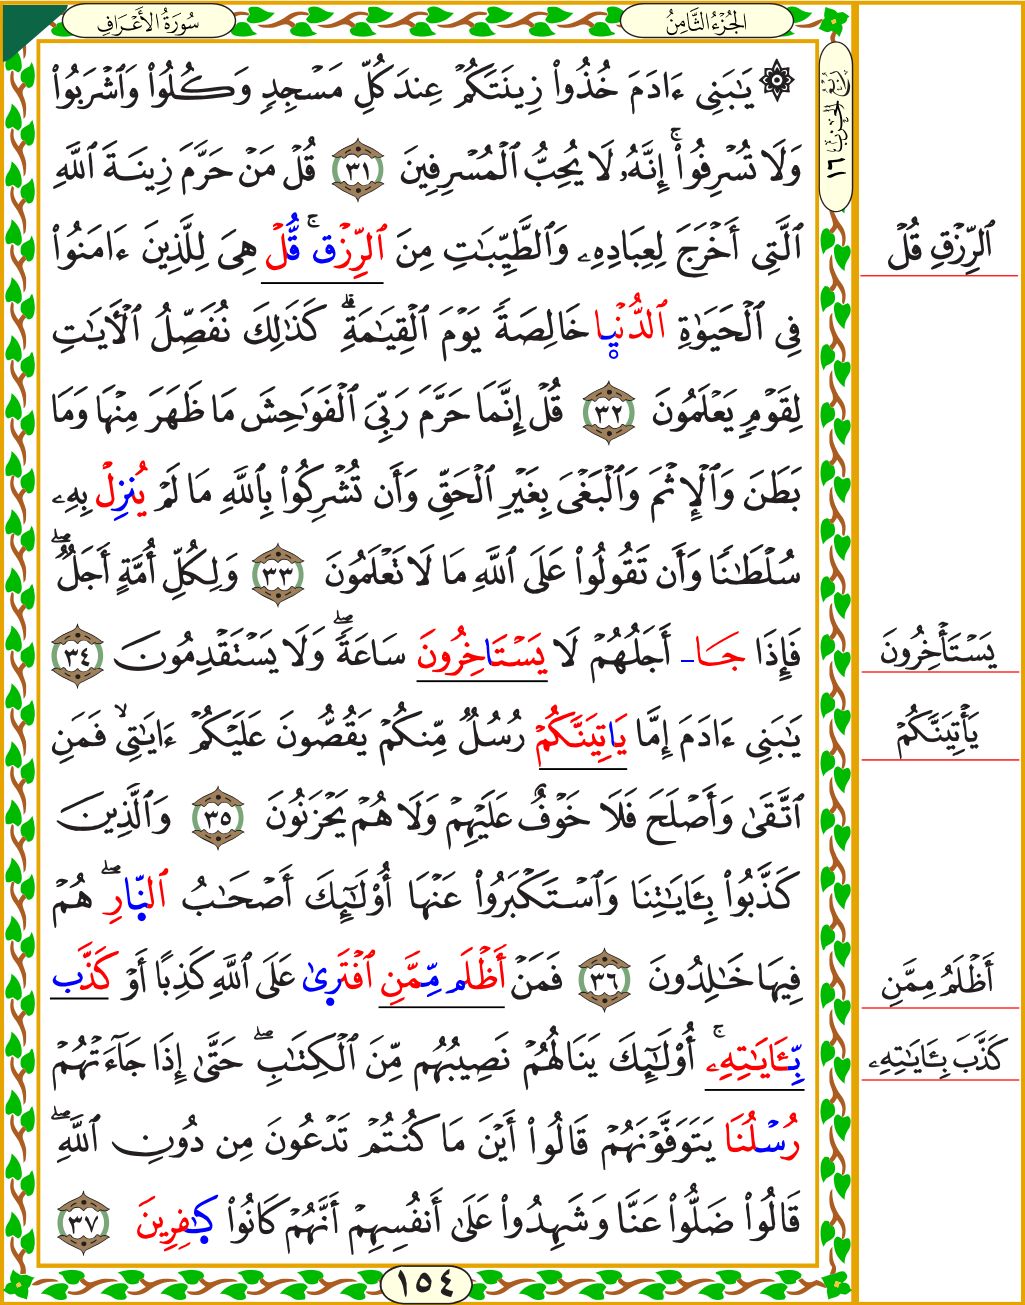 سُورَةُ الأَعْرَافِ
الجُزْءُ الثَّامِنُ
۞ يَٰبَنِىٓ ءَادَمَ خُذُوا۟ زِينَتَكُمْ عِندَ كُلِّ مَسْجِدٍ وَكُلُوا۟ وَٱشْرَبُوا۟
وَلَا تُسْرِفُوٓا۟ۚ إِنَّهُۥ لَا يُحِبُّ ٱلْمُسْرِفِينَ ٣١ قُلْ مَنْ حَرَّمَ زِينَةَ ٱللَّهِ
ٱلَّتِىٓ أَخْرَجَ لِعِبَادِهِۦ وَٱلطَّيِّبَٰتِ مِنَ ٱلرِّزْقۚ قُّلْ هِىَ لِلَّذِينَ ءَامَنُوا۟
فِى ٱلْحَيَوٰةِ ٱلدُّنْيٜا خَالِصَةً يَوْمَ ٱلْقِيَٰمَةِۗ كَذَٰلِكَ نُفَصِّلُ ٱلْءَايَٰتِ
لِقَوْمٍ يَعْلَمُونَ ٣٢ قُلْ إِنَّمَا حَرَّمَ رَبِّىَ ٱلْفَوَٰحِشَ مَا ظَهَرَ مِنْهَا وَمَا
بَطَنَ وَٱلْإِثْمَ وَٱلْبَغْىَ بِغَيْرِ ٱلْحَقِّ وَأَن تُشْرِكُوا۟ بِٱللَّهِ مَا لَمْ يُنزِلْ بِهِۦ
سُلْطَٰنًا وَأَن تَقُولُوا۟ عَلَى ٱللَّهِ مَا لَا تَعْلَمُونَ ٣٣ وَلِكُلِّ أُمَّةٍ أَجَلٌۖ
فَإِذَا جَا أَجَلُهُمْ لَا يَسْتَاخِرُونَ سَاعَةًۖ وَلَا يَسْتَقْدِمُونَ ٣٤
يَٰبَنِىٓ ءَادَمَ إِمَّا يَاتِيَنَّكُمْ رُسُلٌ مِّنكُمْ يَقُصُّونَ عَلَيْكُمْ ءَايَٰتِىۙ فَمَنِ
ٱتَّقَىٰ وَأَصْلَحَ فَلَا خَوْفٌ عَلَيْهِمْ وَلَا هُمْ يَحْزَنُونَ ٣٥ وَٱلَّذِينَ
كَذَّبُوا۟ بِـَٔايَٰتِنَا وَٱسْتَكْبَرُوا۟ عَنْهَآ أُو۟لَٰٓئِكَ أَصْحَٰبُ ٱلنّٜارِۖ هُمْ
فِيهَا خَٰلِدُونَ ٣٦ فَمَنْ أَظْلَم مِّمَّنِ ٱفْتَرٜىٰ عَلَى ٱللَّهِ كَذِبًا أَوْ كَذَّب
بِّـَٔايَٰتِهِۦٓۚ أُو۟لَٰٓئِكَ يَنَالُهُمْ نَصِيبُهُم مِّنَ ٱلْكِتَٰبِۖ حَتَّىٰٓ إِذَا جَآءَتْهُمْ
رُسْلُنَا يَتَوَفَّوْنَهُمْ قَالُوٓا۟ أَيْنَ مَا كُنتُمْ تَدْعُونَ مِن دُونِ ٱللَّهِۖ
قَالُوا۟ ضَلُّوا۟ عَنَّا وَشَهِدُوا۟ عَلَىٰٓ أَنفُسِهِمْ أَنَّهُمْ كَانُوا۟ كٰٜفِرِينَ ٣٧
١٥٤
ٱلرِّزْقِ قُلْ
يَسْتَأْخِرُونَ
يَأْتِيَنَّكُمْ
أَظْلَمُ مِمَّنِ
كَذَّبَ بِـَٔايَٰتِهِۦ